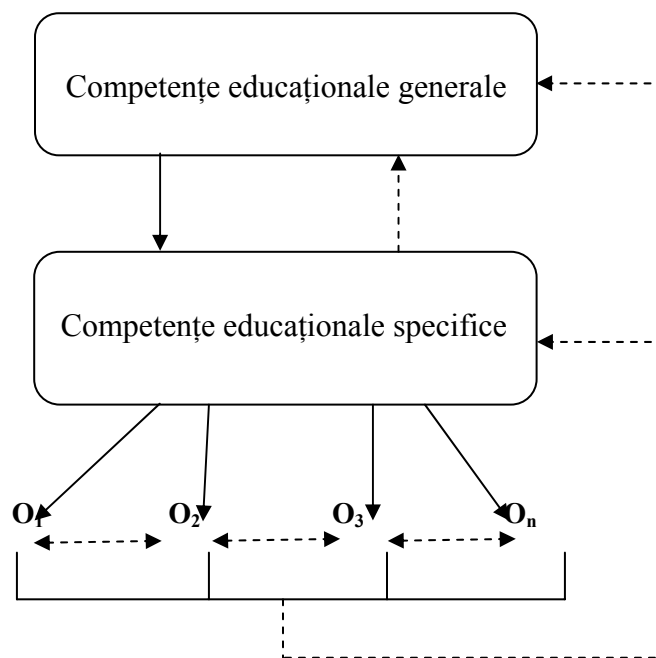 Competențe educaționale generale
Competențe educaționale specifice
O₁ O₂ O₃ Oₙ